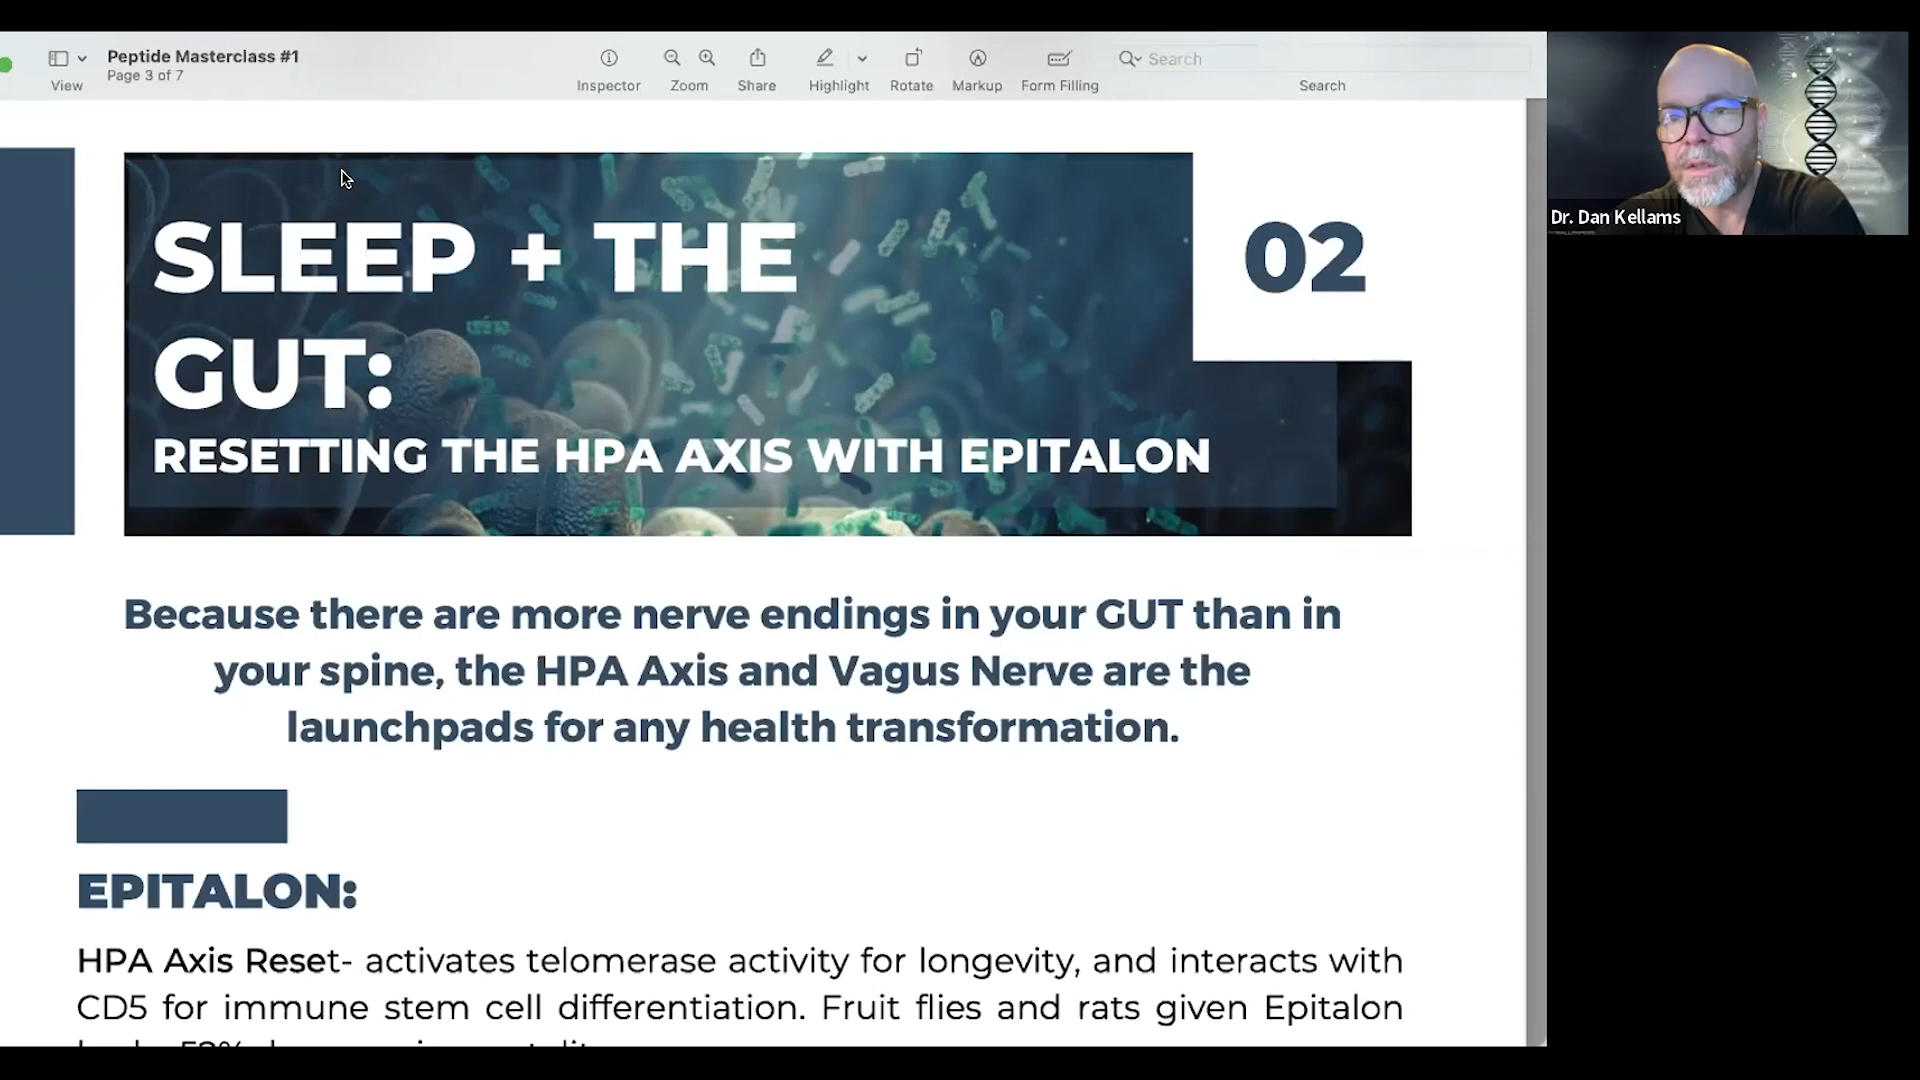 Peptide Masterclass #1
Page 3 of 7
View
Inspector
Zoom
Share
Highlight
Rotate
Markup
Form Filling
Search
Search
Dr. Dan Kellams
SLEEP + THE
GUT:
RESETTING THE HPA AXIS WITH EPITALON
02
Because there are more nerve endings in your GUT than in
your spine, the HPA Axis and Vagus Nerve are the
launchpads for any health transformation.
EPITALON:
HPA Axis Reset- activates telomerase activity for longevity, and interacts with
CD5 for immune stem cell differentiation. Fruit flies and rats given Epitalon